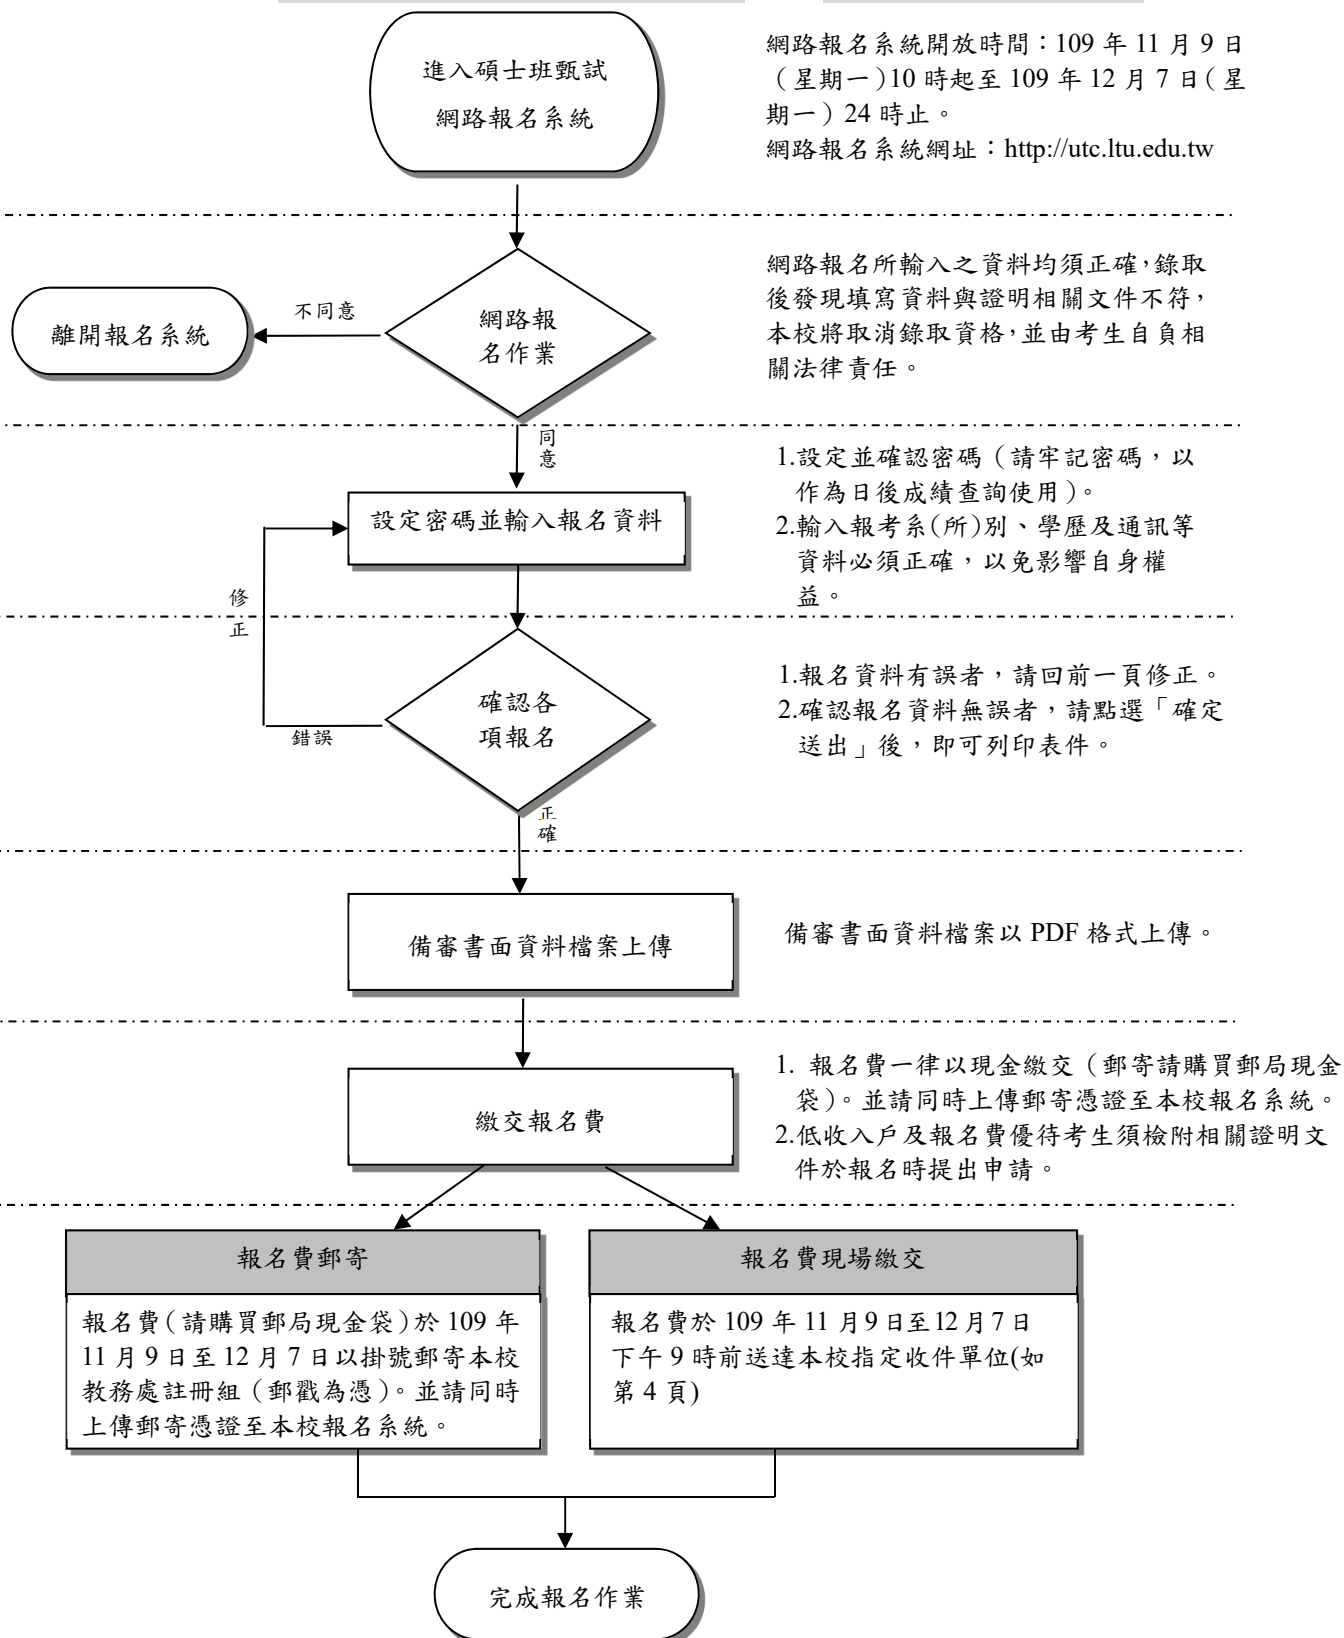 進入碩士班甄試
網路報名系統
網路報名系統開放時間：109 年 11 月 9 日
（星期一）10 時起至 109 年 12 月 7 日（星
期一）24 時止。
網路報名系統網址：http://utc.ltu.edu.tw
離開報名系統
不同意
網路報
名作業
網路報名所輸入之資料均須正確，錄取
後發現填寫資料與證明相關文件不符，
本校將取消錄取資格，並由考生自負相
關法律責任。
同
意
設定密碼並輸入報名資料
1.設定並確認密碼（請牢記密碼，以
作為日後成績查詢使用）。
2.輸入報考系(所)別、學歷及通訊等
資料必須正確，以免影響自身權
益。
修
正
確認各
項報名
錯誤
1.報名資料有誤者，請回前一頁修正。
2.確認報名資料無誤者，請點選「確定
送出」後，即可列印表件。
正
確
備審書面資料檔案上傳
備審書面資料檔案以 PDF 格式上傳。
繳交報名費
1. 報名費一律以現金繳交（郵寄請購買郵局現金
袋）。並請同時上傳郵寄憑證至本校報名系統。
2.低收入戶及報名費優待考生須檢附相關證明文
件於報名時提出申請。
報名費郵寄
報名費（請購買郵局現金袋）於 109 年
11 月 9 日至 12 月 7 日以掛號郵寄本校
教務處註冊組（郵戳為憑）。並請同時
上傳郵寄憑證至本校報名系統。
報名費現場繳交
報名費於 109 年 11 月 9 日至 12 月 7 日
下午 9 時前送達本校指定收件單位(如
第 4 頁)
完成報名作業